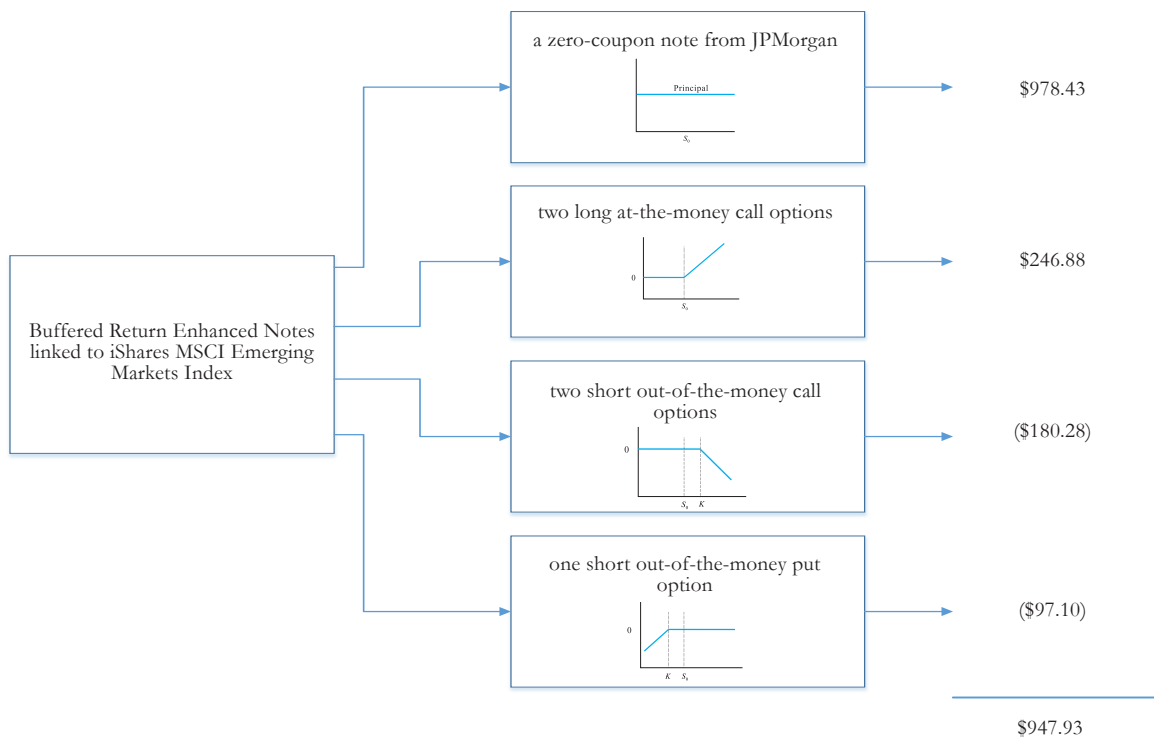 a zero-coupon note from JPMorgan
Principal
S0
$978.43
two long at-the-money call options
0
S0
$246.88
Buffered Return Enhanced Notes
linked to iShares MSCI Emerging
Markets Index
two short out-of-the-money call
options
0
S0 K
($180.28)
one short out-of-the-money put
option
0
K S0
($97.10)
$947.93